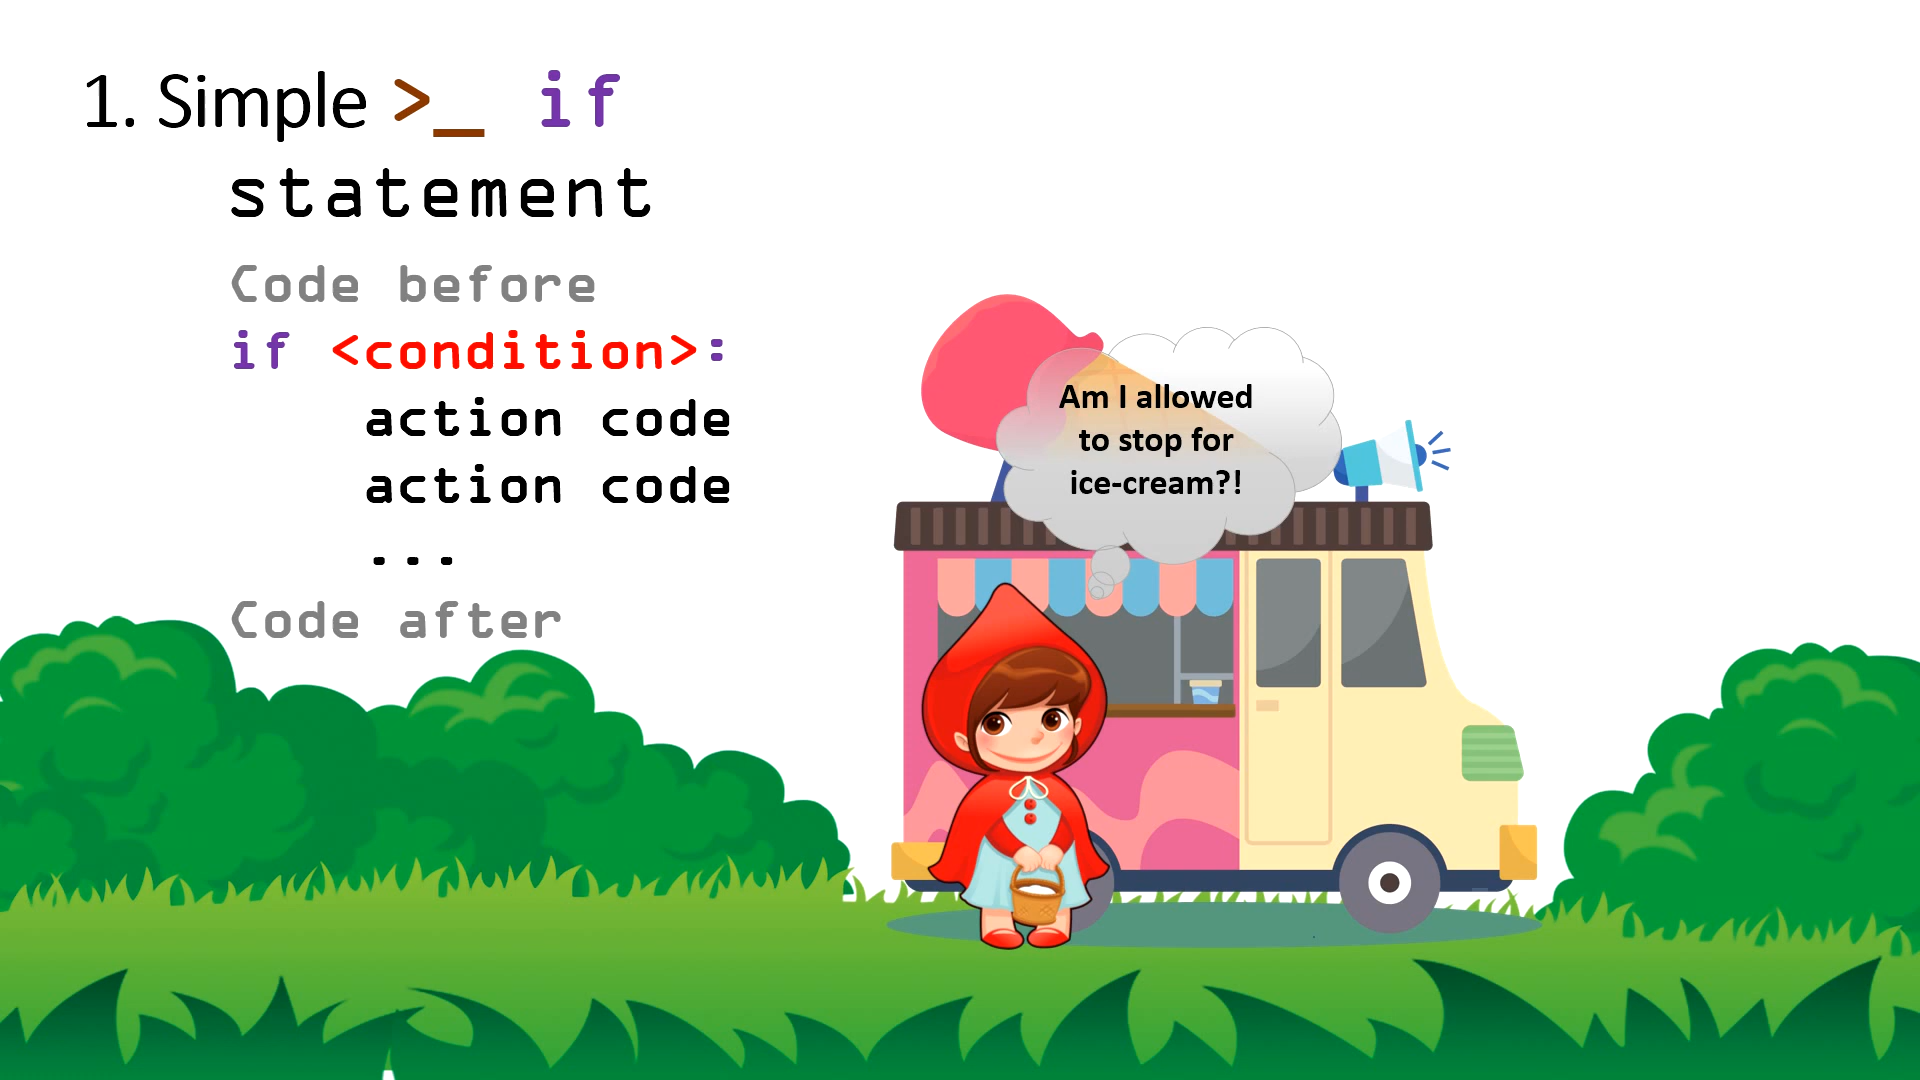 1. Simple >_ if
statement
Code before
if <condition>:
action code
action code
...
Code after
Am I allowed
to stop for
ice-cream?!